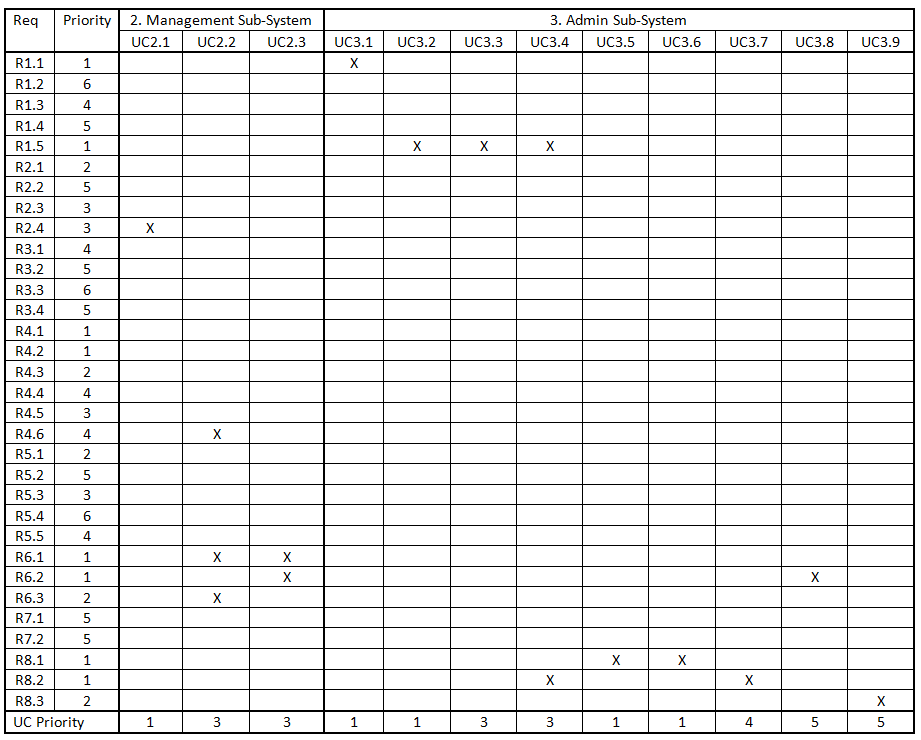 Req Priority 2. Management Sub-System 3. Admin Sub-System
UC2.1 UC2.2 UC2.3 UC3.1 UC3.2 UC3.3 UC3.4 UC3.5 UC3.6 UC3.7 UC3.8 UC3.9
R1.1 1 X
R1.2 6
R1.3 4
R1.4 5
R1.5 1 X X X
R2.1 2
R2.2 5
R2.3 3
R2.4 3 X
R3.1 4
R3.2 5
R3.3 6
R3.4 5
R4.1 1
R4.2 1
R4.3 2
R4.4 4
R4.5 3
R4.6 4 X
R5.1 2
R5.2 5
R5.3 3
R5.4 6
R5.5 4
R6.1 1 X X
R6.2 1 X X
R6.3 2 X
R7.1 5
R7.2 5
R8.1 1 X X
R8.2 1 X X
R8.3 2 X
UC Priority 1 3 3 1 1 3 3 1 1 4 5 5